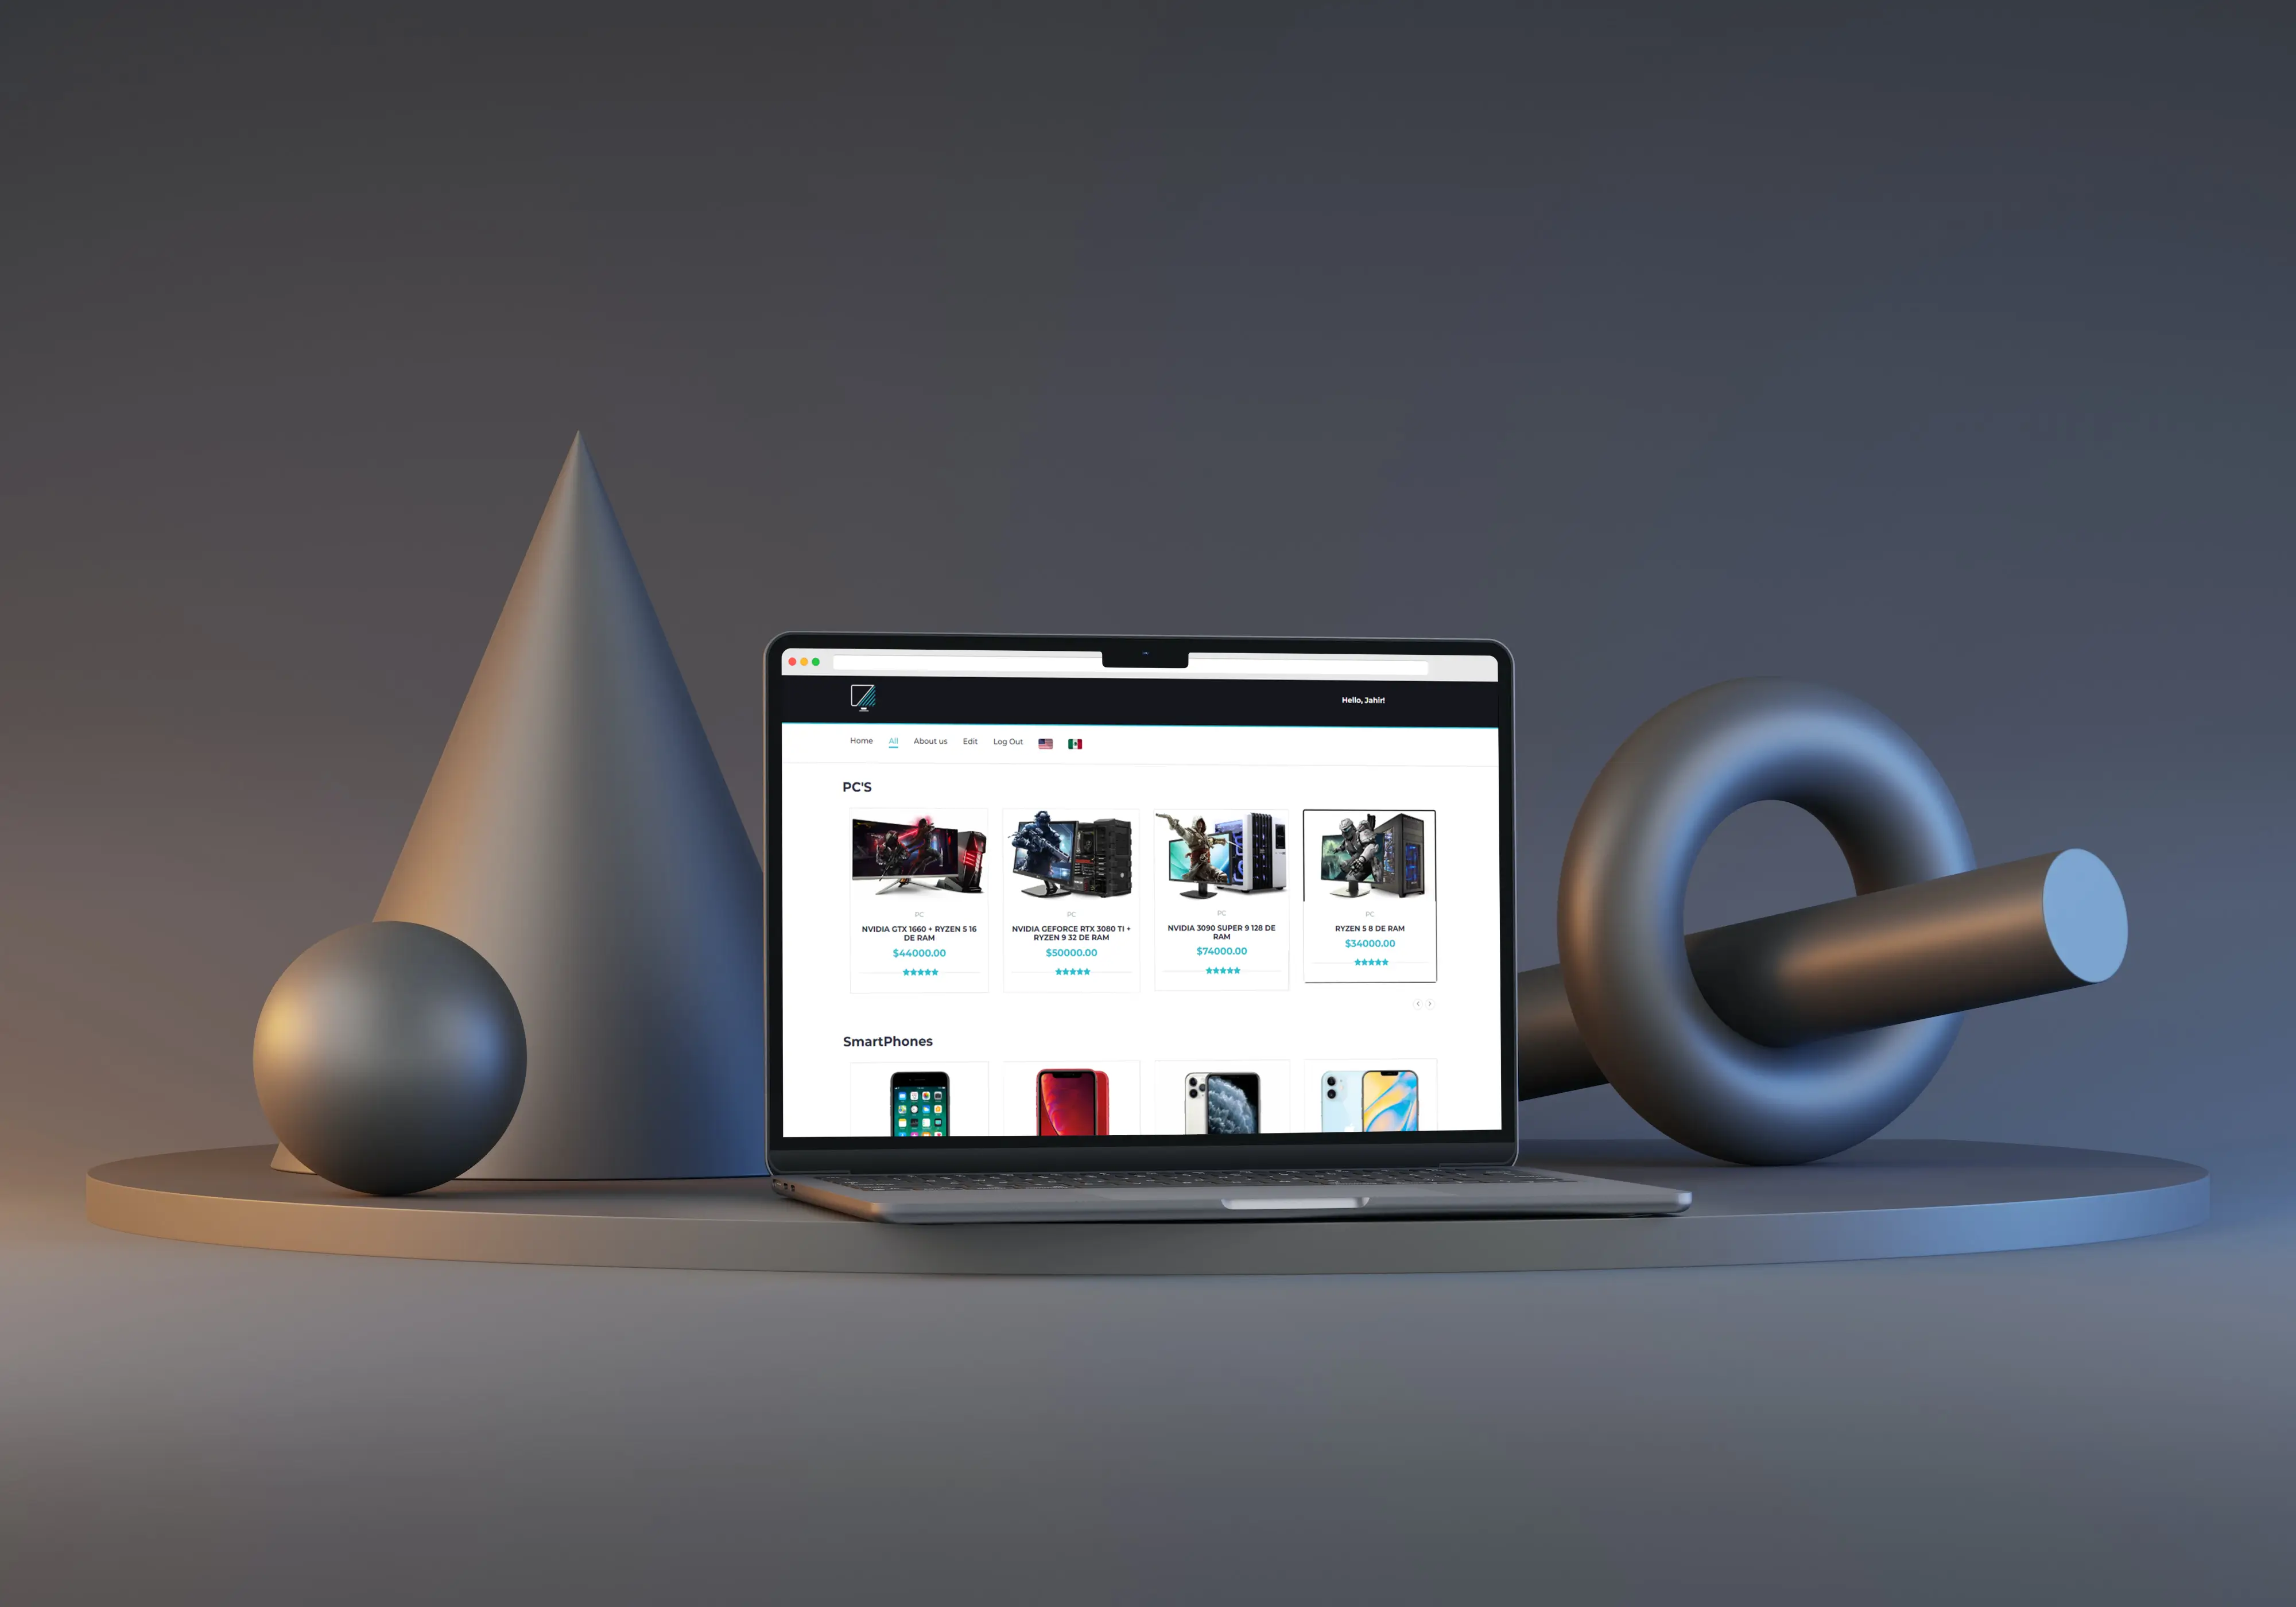 Hello, Jahir!
Home All About us Edit Log Out
PC'S
PC
NVIDIA GTX 1660 + RYZEN 5 16
DE RAM
$44000.00
PC
NVIDIA GEFORCE RTX 3080 TI +
RYZEN 9 32 DE RAM
$50000.00
PC
NVIDIA 3090 SUPER 9 128 DE
RAM
$74000.00
PC
RYZEN 5 8 DE RAM
$34000.00
SmartPhones